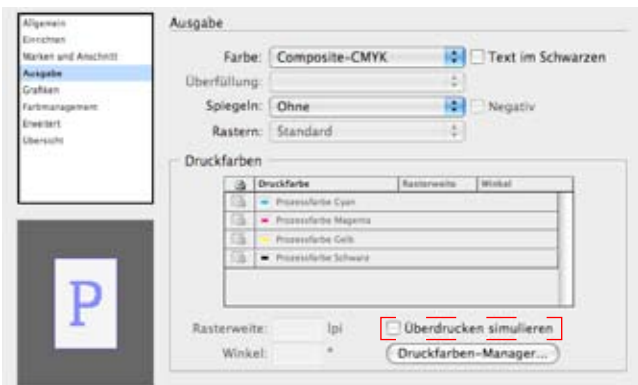 Allgemein
Einrichten
Marken und Anschnitt
Ausgabe
Grafiken
Farbmanagement
Erweitert
Übersicht
P
Ausgabe
Farbe: Composite-CMYK Text im Schwarzen
Überfüllung:
Spiegeln: Ohne Negativ
Rastern: Standard
Druckfarben
Druckfarbe Rasterweite Winkel
Prozessfarbe Cyan
Prozessfarbe Magenta
Prozessfarbe Gelb
Prozessfarbe Schwarz
Rasterweite: lpi Überdrucken simulieren
Winkel: ° Druckfarben-Manager...